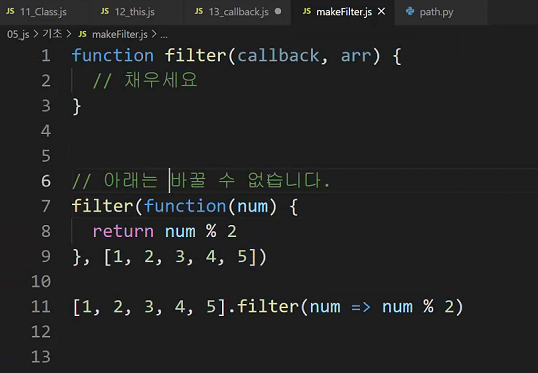 JS 11_Class.js JS 12_this.js JS 13_callback.js JS makeFilter.js path.py
05_js > 기초 > JS makeFilter.js > ...
1 function filter(callback, arr) {
2 // 채우세요
3 }
4
5
6 // 아래는 바꿀 수 없습니다.
7 filter(function(num) {
8 return num % 2
9 }, [1, 2, 3, 4, 5])
10
11 [1, 2, 3, 4, 5].filter(num => num % 2)
12
13